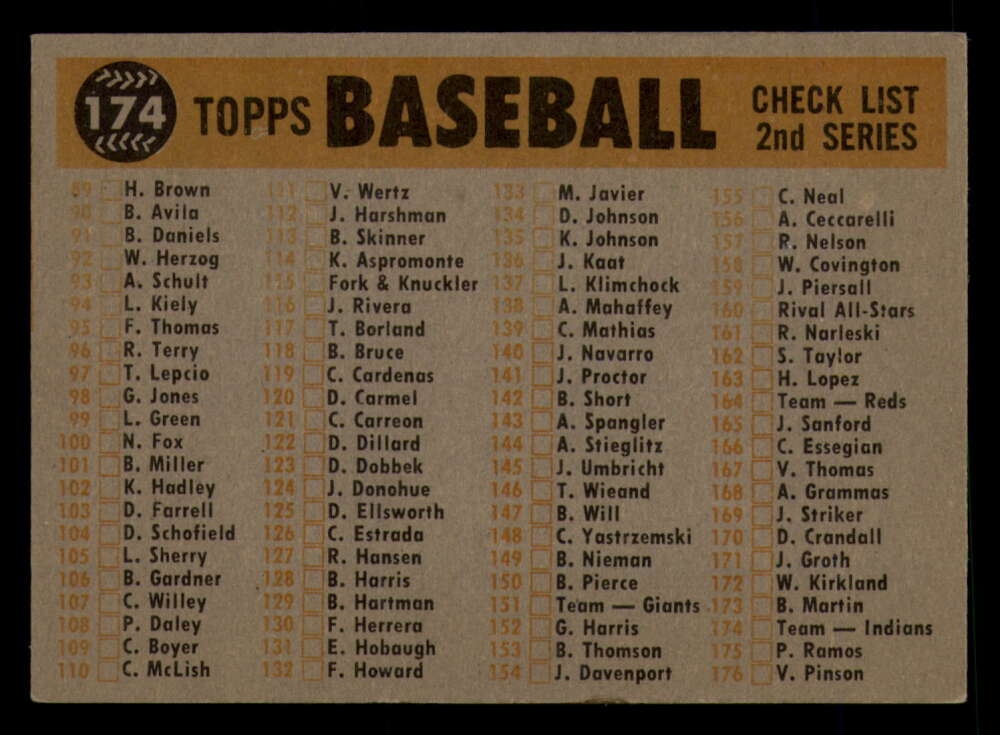 174 TOPPS BASEBALL CHECK LIST
2nd SERIES
89 H. Brown
90 B. Avila
91 B. Daniels
92 W. Herzog
93 A. Schult
94 L. Kiely
95 F. Thomas
96 R. Terry
97 T. Lepcio
98 G. Jones
99 L. Green
100 N. Fox
101 B. Miller
102 K. Hadley
103 D. Farrell
104 D. Schofield
105 L. Sherry
106 B. Gardner
107 C. Willey
108 P. Daley
109 C. Boyer
110 C. McLish
111 V. Wertz
112 J. Harshman
113 B. Skinner
114 K. Aspromonte
115 Fork & Knuckler
116 J. Rivera
117 T. Borland
118 B. Bruce
119 C. Cardenas
120 D. Carmel
121 C. Carreon
122 D. Dillard
123 D. Dobbek
124 J. Donohue
125 D. Ellsworth
126 C. Estrada
127 R. Hansen
128 B. Harris
129 B. Hartman
130 F. Herrera
131 E. Hobaugh
132 F. Howard
133 M. Javier
134 D. Johnson
135 K. Johnson
136 J. Kaat
137 L. Klimchock
138 A. Mahaffey
139 C. Mathias
140 J. Navarro
141 J. Proctor
142 B. Short
143 A. Spangler
144 A. Stieglitz
145 J. Umbricht
146 T. Wieand
147 B. Will
148 C. Yastrzemski
149 B. Nieman
150 B. Pierce
151 Team — Giants
152 G. Harris
153 B. Thomson
154 J. Davenport
155 C. Neal
156 A. Ceccarelli
157 R. Nelson
158 W. Covington
159 J. Piersall
160 Rival All-Stars
161 R. Narleski
162 S. Taylor
163 H. Lopez
164 Team — Reds
165 J. Sanford
166 C. Essegian
167 V. Thomas
168 A. Grammas
169 J. Striker
170 D. Crandall
171 J. Groth
172 W. Kirkland
173 B. Martin
174 Team — Indians
175 P. Ramos
176 V. Pinson